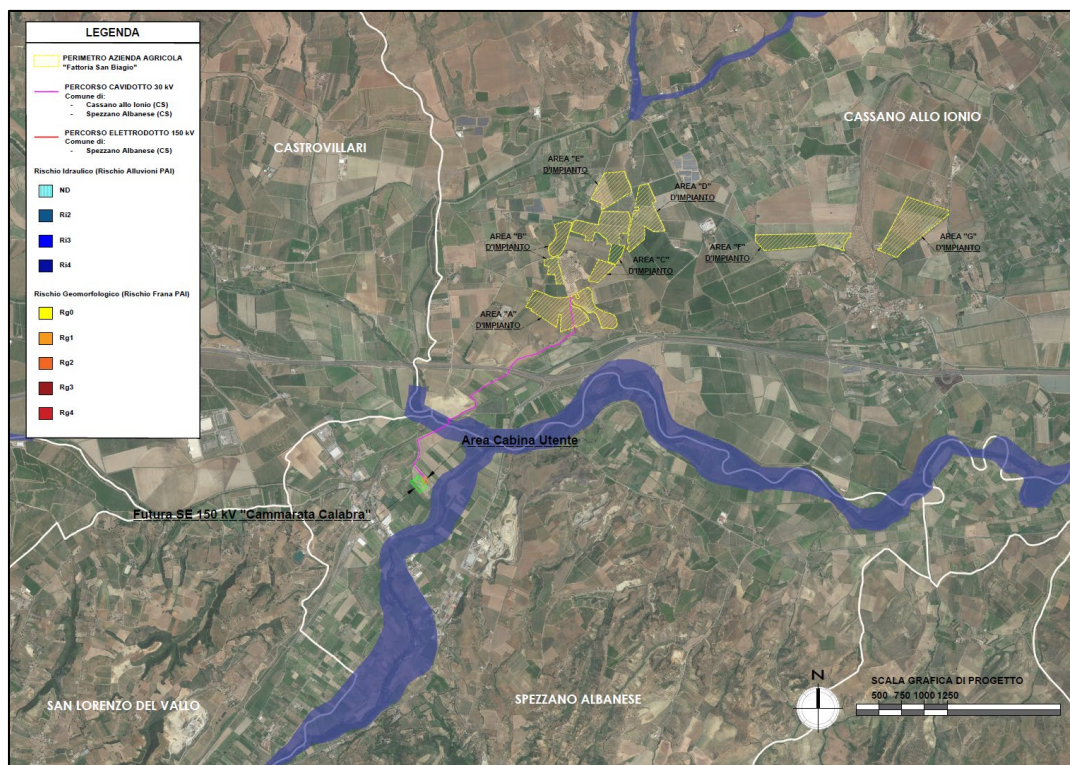 LEGENDA
PERIMETRO AZIENDA AGRICOLA
"Fattoria San Biagio"
PERCORSO CAVIDOTTO 30 kV
Comune di:
- Cassano allo Ionio (CS)
- Spezzano Albanese (CS)
PERCORSO ELETTRODOTTO 150 kV
Comune di:
- Spezzano Albanese (CS)
Rischio Idraulico (Rischio Alluvioni PAI)
ND
Ri2
Ri3
Ri4
Rischio Geomorfologico (Rischio Frana PAI)
Rg0
Rg1
Rg2
Rg3
Rg4
CASTROVILLARI
CASSANO ALLO IONIO
AREA "E"
D'IMPIANTO
AREA "D"
D'IMPIANTO
AREA "B"
D'IMPIANTO
AREA "C"
D'IMPIANTO
AREA "F"
D'IMPIANTO
AREA "G"
D'IMPIANTO
AREA "A"
D'IMPIANTO
Area Cabina Utente
Futura SE 150 kV "Cammarata Calabra"
SAN LORENZO DEL VALLO
SPEZZANO ALBANESE
N
SCALA GRAFICA DI PROGETTO
500 750 1000 1250